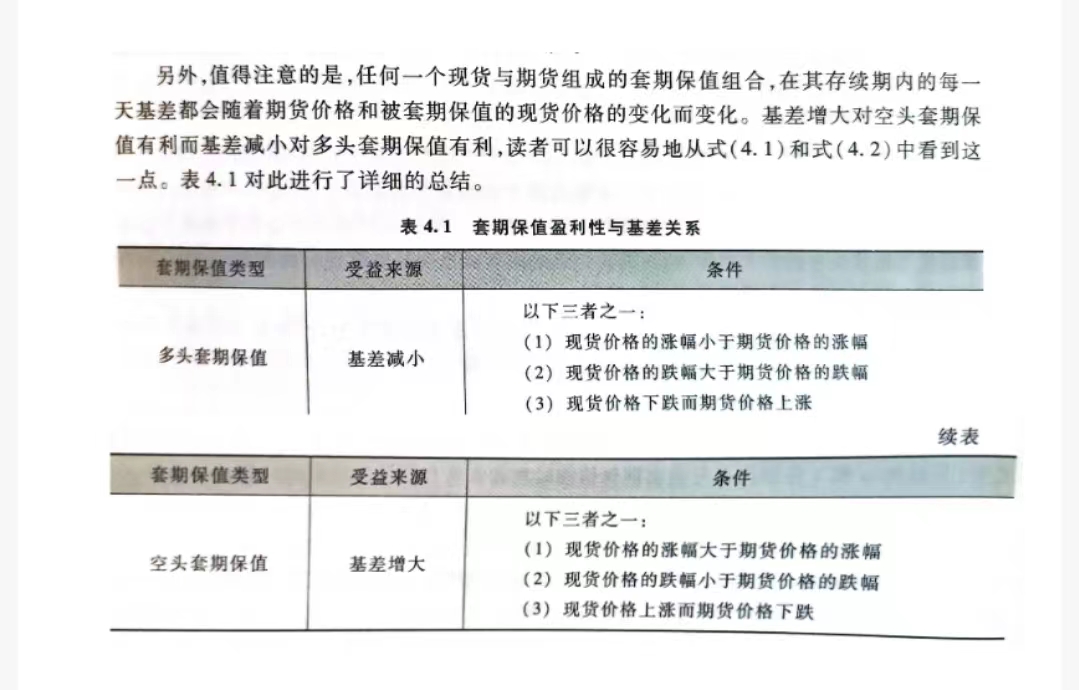 另外,值得注意的是,任何一个现货与期货组成的套期保值组合,在其存续期内的每一
天基差都会随着期货价格和被套期保值的现货价格的变化而变化。基差增大对空头套期保
值有利而基差减小对多头套期保值有利,读者可以很容易地从式(4.1)和式(4.2)中看到这
一点。表4.1对此进行了详细的总结。
表4.1 套期保值盈利性与基差关系
套期保值类型 受益来源 条件
以下三者之一:
(1) 现货价格的涨幅小于期货价格的涨幅
多头套期保值 基差减小
(2) 现货价格的跌幅大于期货价格的跌幅
(3) 现货价格下跌而期货价格上涨
续表
套期保值类型 受益来源 条件
以下三者之一:
(1) 现货价格的涨幅大于期货价格的涨幅
空头套期保值 基差增大
(2) 现货价格的跌幅小于期货价格的跌幅
(3) 现货价格上涨而期货价格下跌